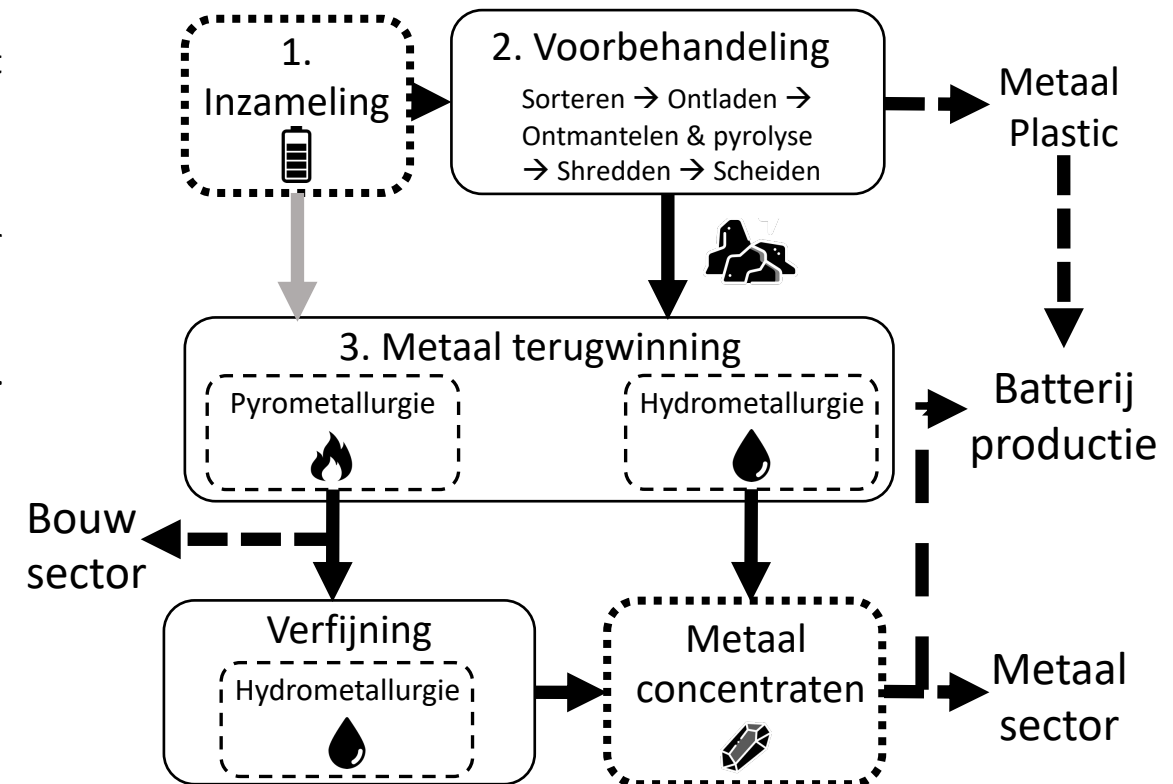 1.
Inzameling
2. Voorbehandeling
Sorteren → Ontladen →
Ontmantelen & pyrolyse
→ Shredden → Scheiden
Metaal
Plastic
3. Metaal terugwinning
Pyrometallurgie
Hydrometallurgie
Batterij
productie
Bouw
sector
Verfijning
Hydrometallurgie
Metaal
concentraten
Metaal
sector